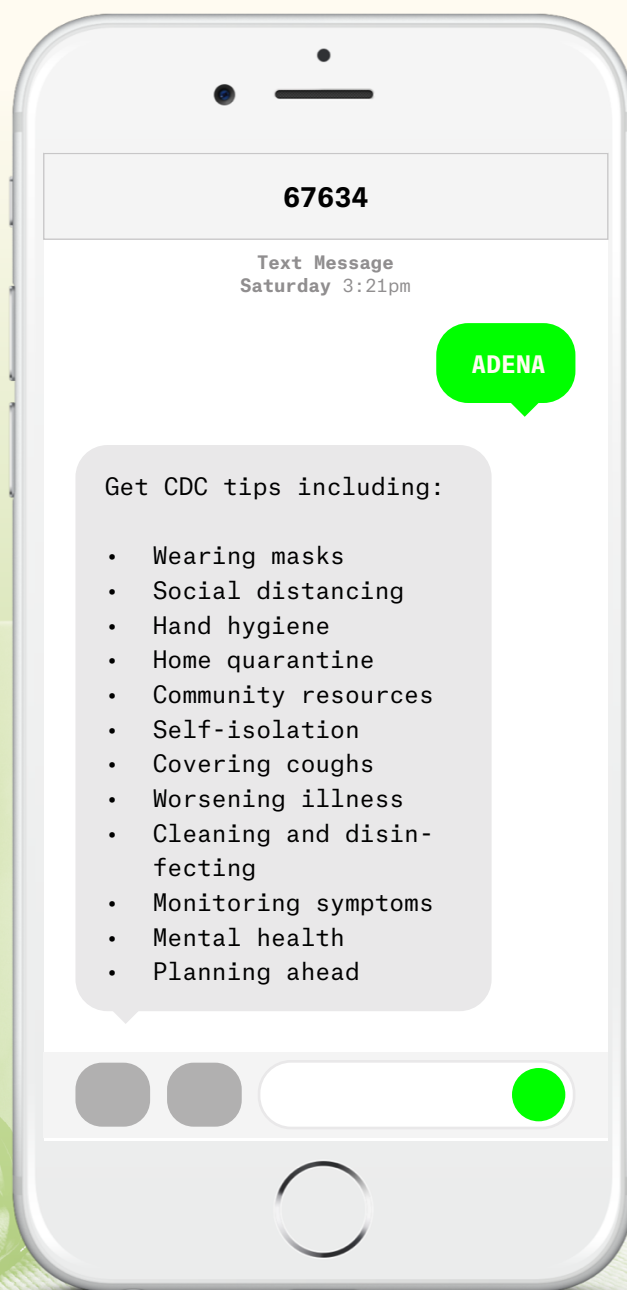 67634
Text Message
Saturday 3:21pm
ADENA
Get CDC tips including:
• Wearing masks
• Social distancing
• Hand hygiene
• Home quarantine
• Community resources
• Self-isolation
• Covering coughs
• Worsening illness
• Cleaning and disin-
fecting
• Monitoring symptoms
• Mental health
• Planning ahead